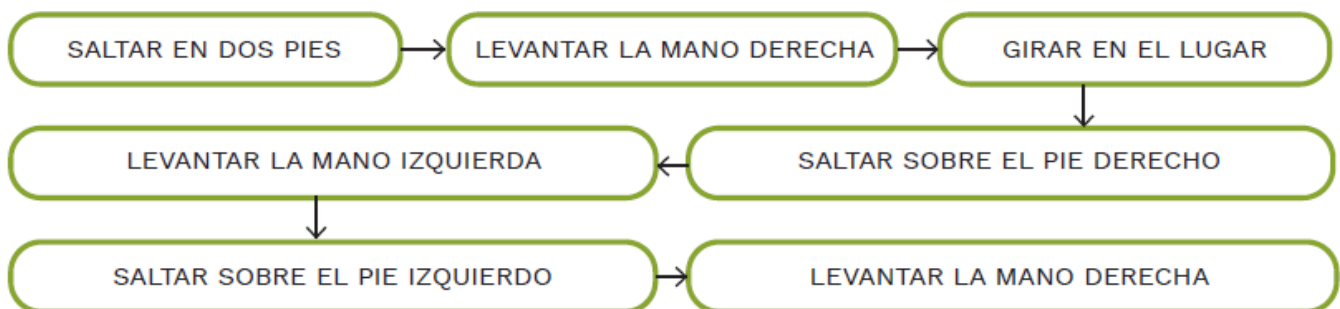 SALTAR EN DOS PIES
LEVANTAR LA MANO DERECHA
GIRAR EN EL LUGAR
SALTAR SOBRE EL PIE DERECHO
LEVANTAR LA MANO IZQUIERDA
SALTAR SOBRE EL PIE IZQUIERDO
LEVANTAR LA MANO DERECHA